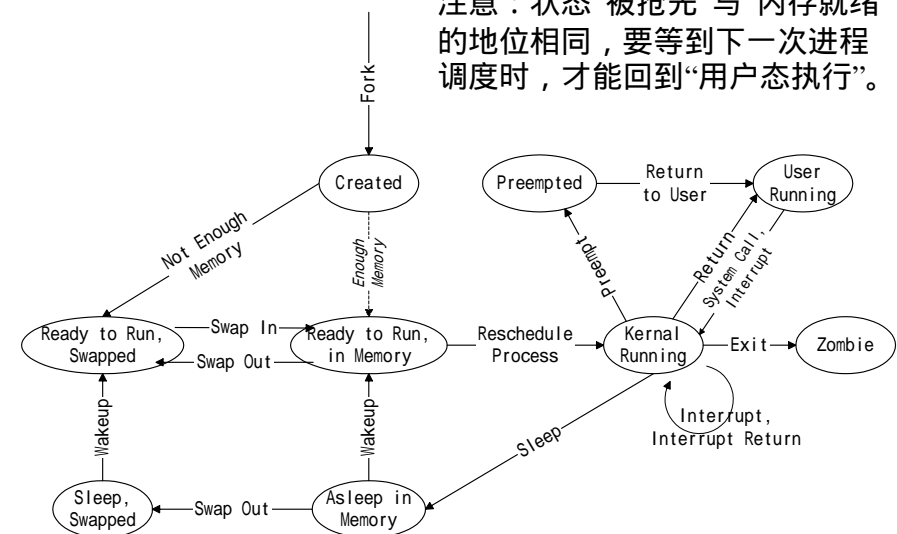 注意：状态“被抢先”与“内存就绪”
的地位相同，要等到下一次进程
调度时，才能回到“用户态执行”。
Fork
Created
Preempted
Return
to User
User
Running
Not Enough
Memory
Enough
Memory
Preempt
Return
System Call,
Interrupt
Ready to Run,
Swapped
Swap In
Swap Out
Ready to Run,
in Memory
Reschedule
Process
Kernal
Running
Exit
Zombie
Wakeup
Wakeup
Sleep
Interrupt,
Interrupt Return
Sleep,
Swapped
Swap Out
Asleep in
Memory